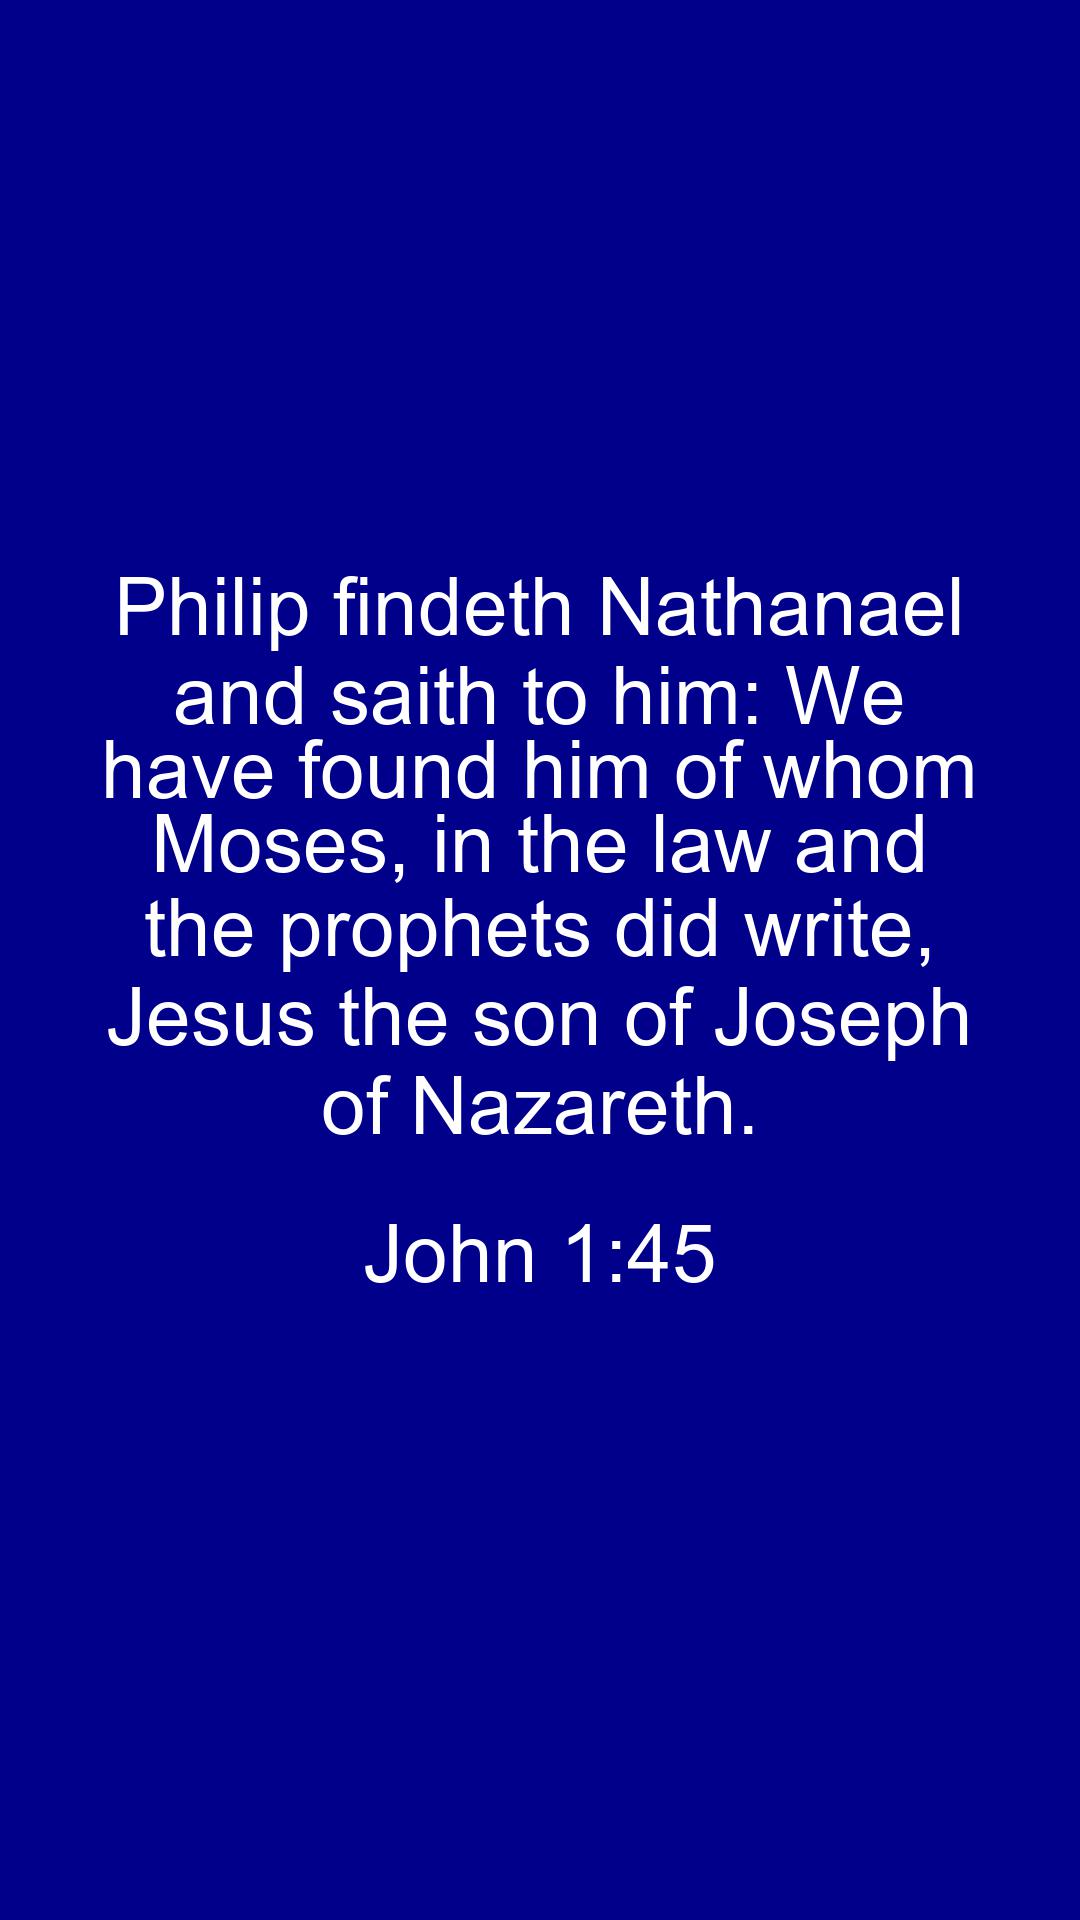 Philip findeth Nathanael
and saith to him: We
have found him of whom
Moses, in the law and
the prophets did write,
Jesus the son of Joseph
of Nazareth.
John 1:45